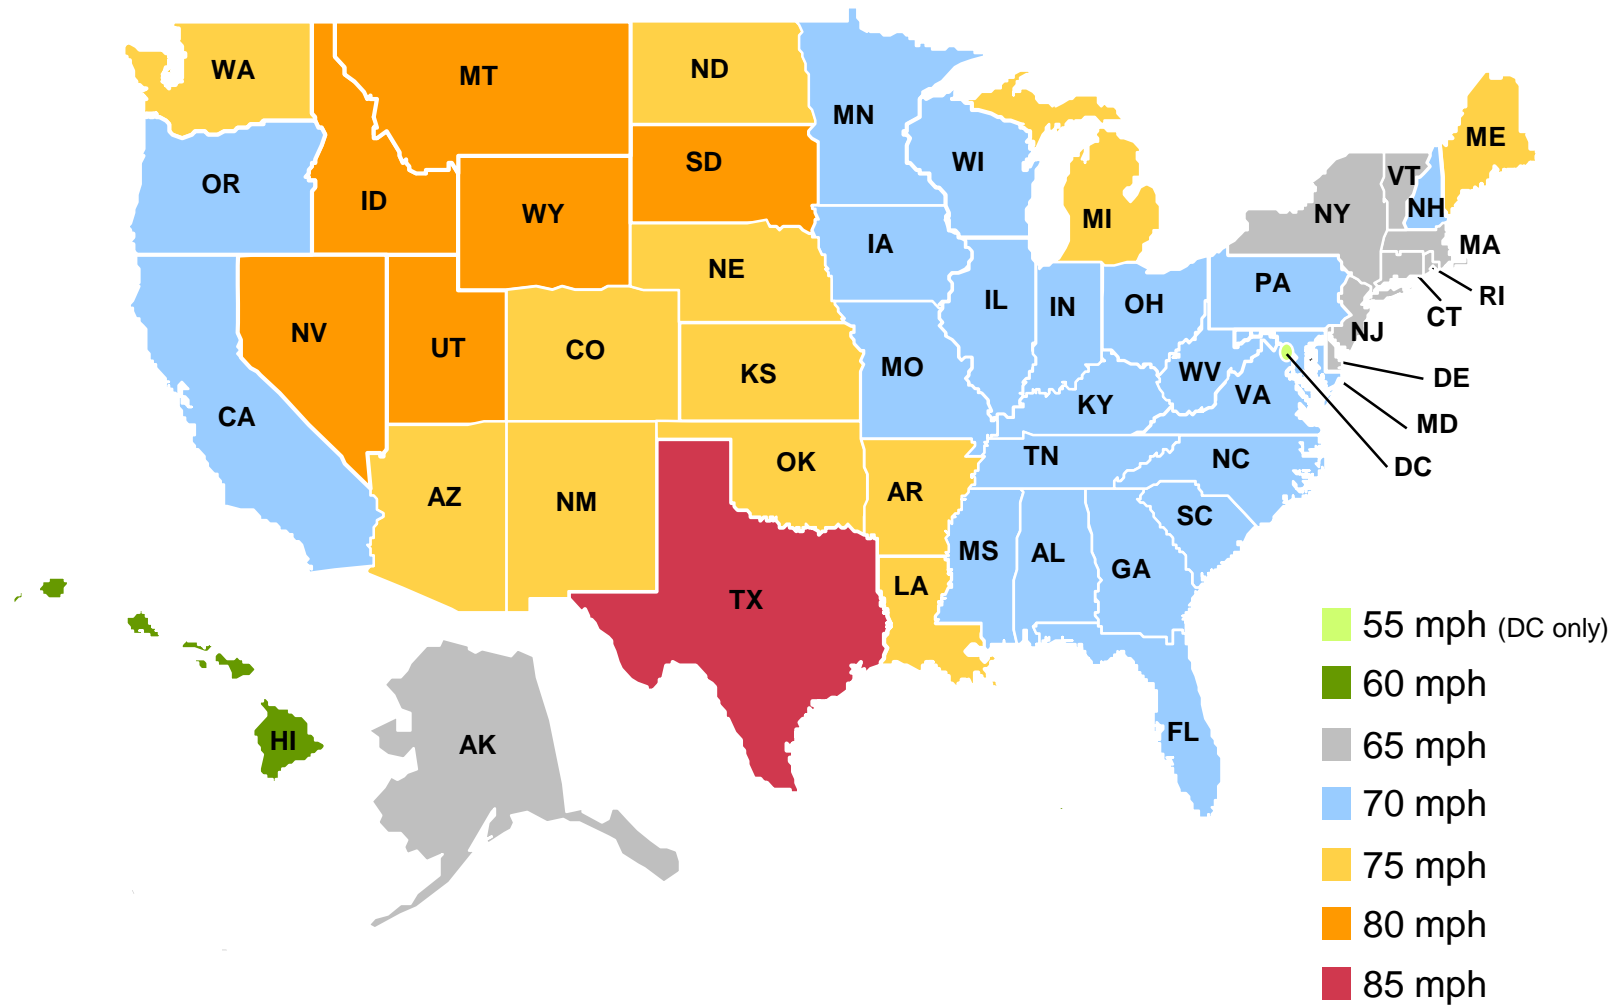 WA
MT
ND
MN
ME
SD
WI
VT
OR
ID
WY
NH
NY
MI
IA
MA
NE
PA
RI
IL
IN
OH
CT
NV
NJ
UT
CO
KS
MO
WV
DE
VA
KY
CA
MD
TN
NC
OK
DC
AR
AZ
NM
SC
MS
AL
GA
LA
TX
55 mph (DC only)
60 mph
FL
HI
AK
65 mph
70 mph
75 mph
80 mph
85 mph